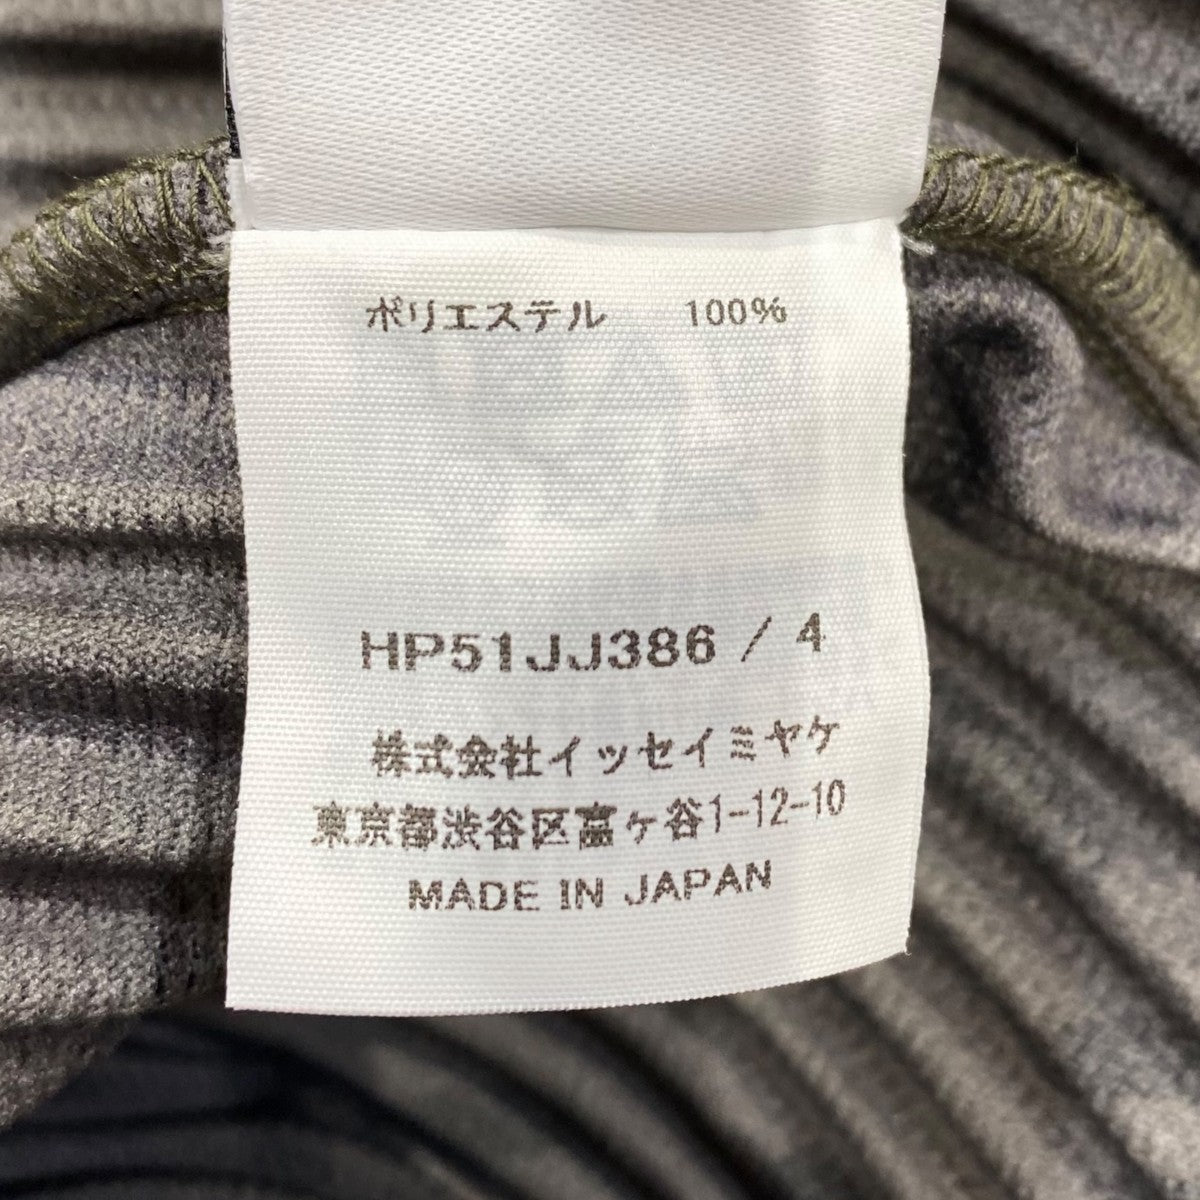 ポリエステル 100%
HP51JJ386 / 4
株式会社イッセイミヤケ
東京都渋谷区富ヶ谷1-12-10
MADE IN JAPAN